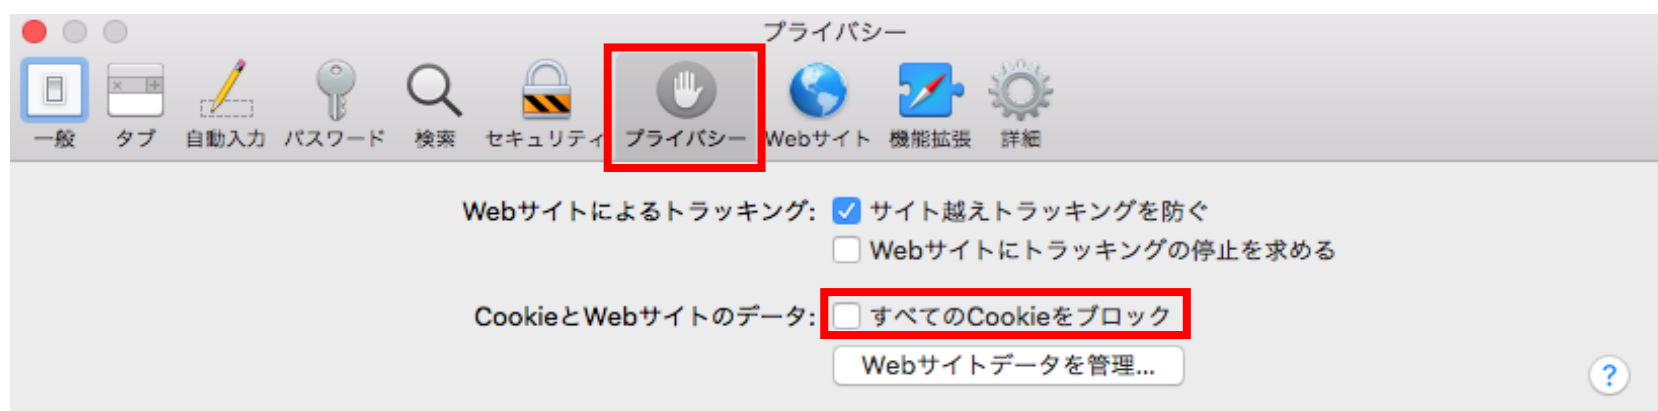 プライバシー
一般 タブ 自動入力 パスワード 検索 セキュリティ プライバシー Webサイト 機能拡張 詳細
Webサイトによるトラッキング: サイト越えトラッキングを防ぐ
Webサイトにトラッキングの停止を求める
CookieとWebサイトのデータ: すべてのCookieをブロック
Webサイトデータを管理...
?